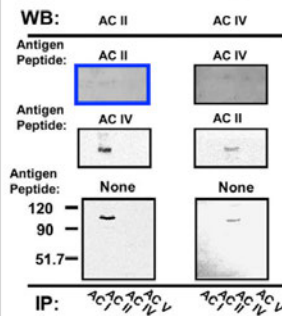 WB: AC II AC IV
Antigen
Peptide: AC II AC IV
Antigen
Peptide: AC IV AC II
Antigen
Peptide: None None
120
90
51.7
IP: AC I AC II AC IV AC V AC I AC II AC IV AC V